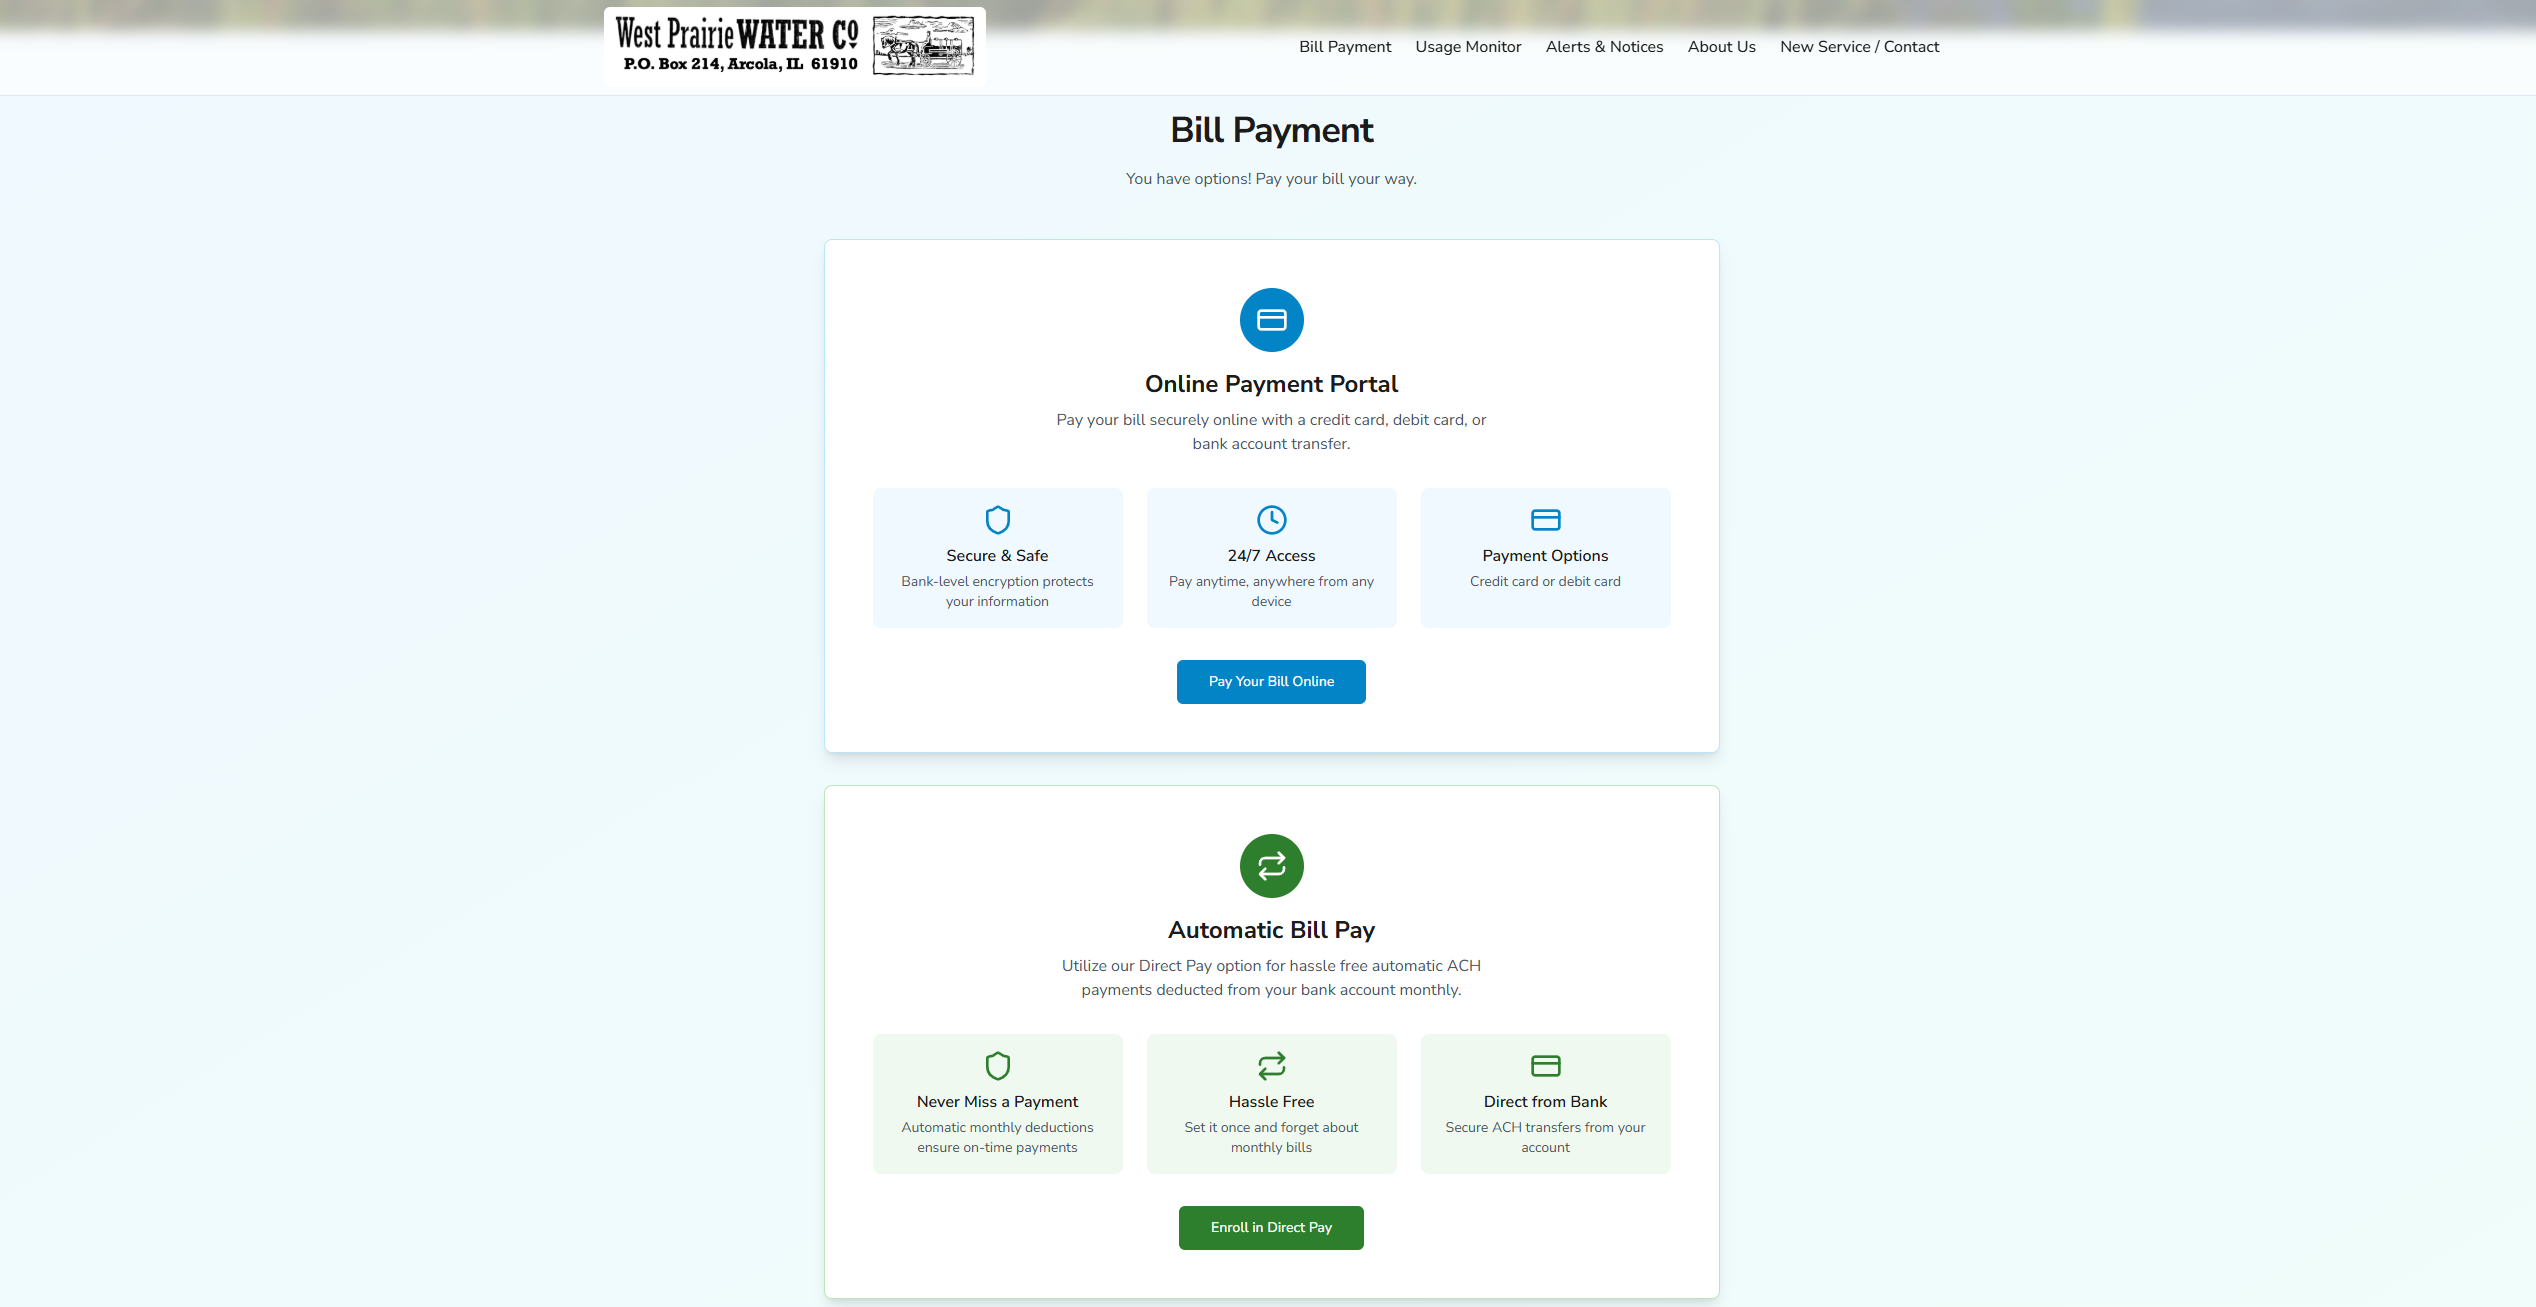 West Prairie WATER Co
P.O. Box 214, Arcola, IL 61910
Bill Payment
Usage Monitor
Alerts & Notices
About Us
New Service / Contact
Bill Payment
You have options! Pay your bill your way.
Online Payment Portal
Pay your bill securely online with a credit card, debit card, or
bank account transfer.
Secure & Safe
Bank-level encryption protects
your information
24/7 Access
Pay anytime, anywhere from any
device
Payment Options
Credit card or debit card
Pay Your Bill Online
Automatic Bill Pay
Utilize our Direct Pay option for hassle free automatic ACH
payments deducted from your bank account monthly.
Never Miss a Payment
Automatic monthly deductions
ensure on-time payments
Hassle Free
Set it once and forget about
monthly bills
Direct from Bank
Secure ACH transfers from your
account
Enroll in Direct Pay